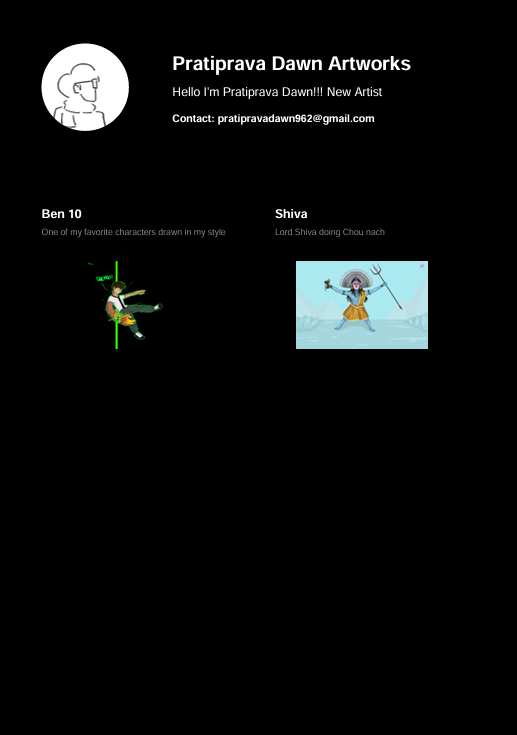 Pratiprava Dawn Artworks
Hello I'm Pratiprava Dawn!!! New Artist
Contact: pratipravadawn962@gmail.com
Ben 10
One of my favorite characters drawn in my style
Shiva
Lord Shiva doing Chou nach